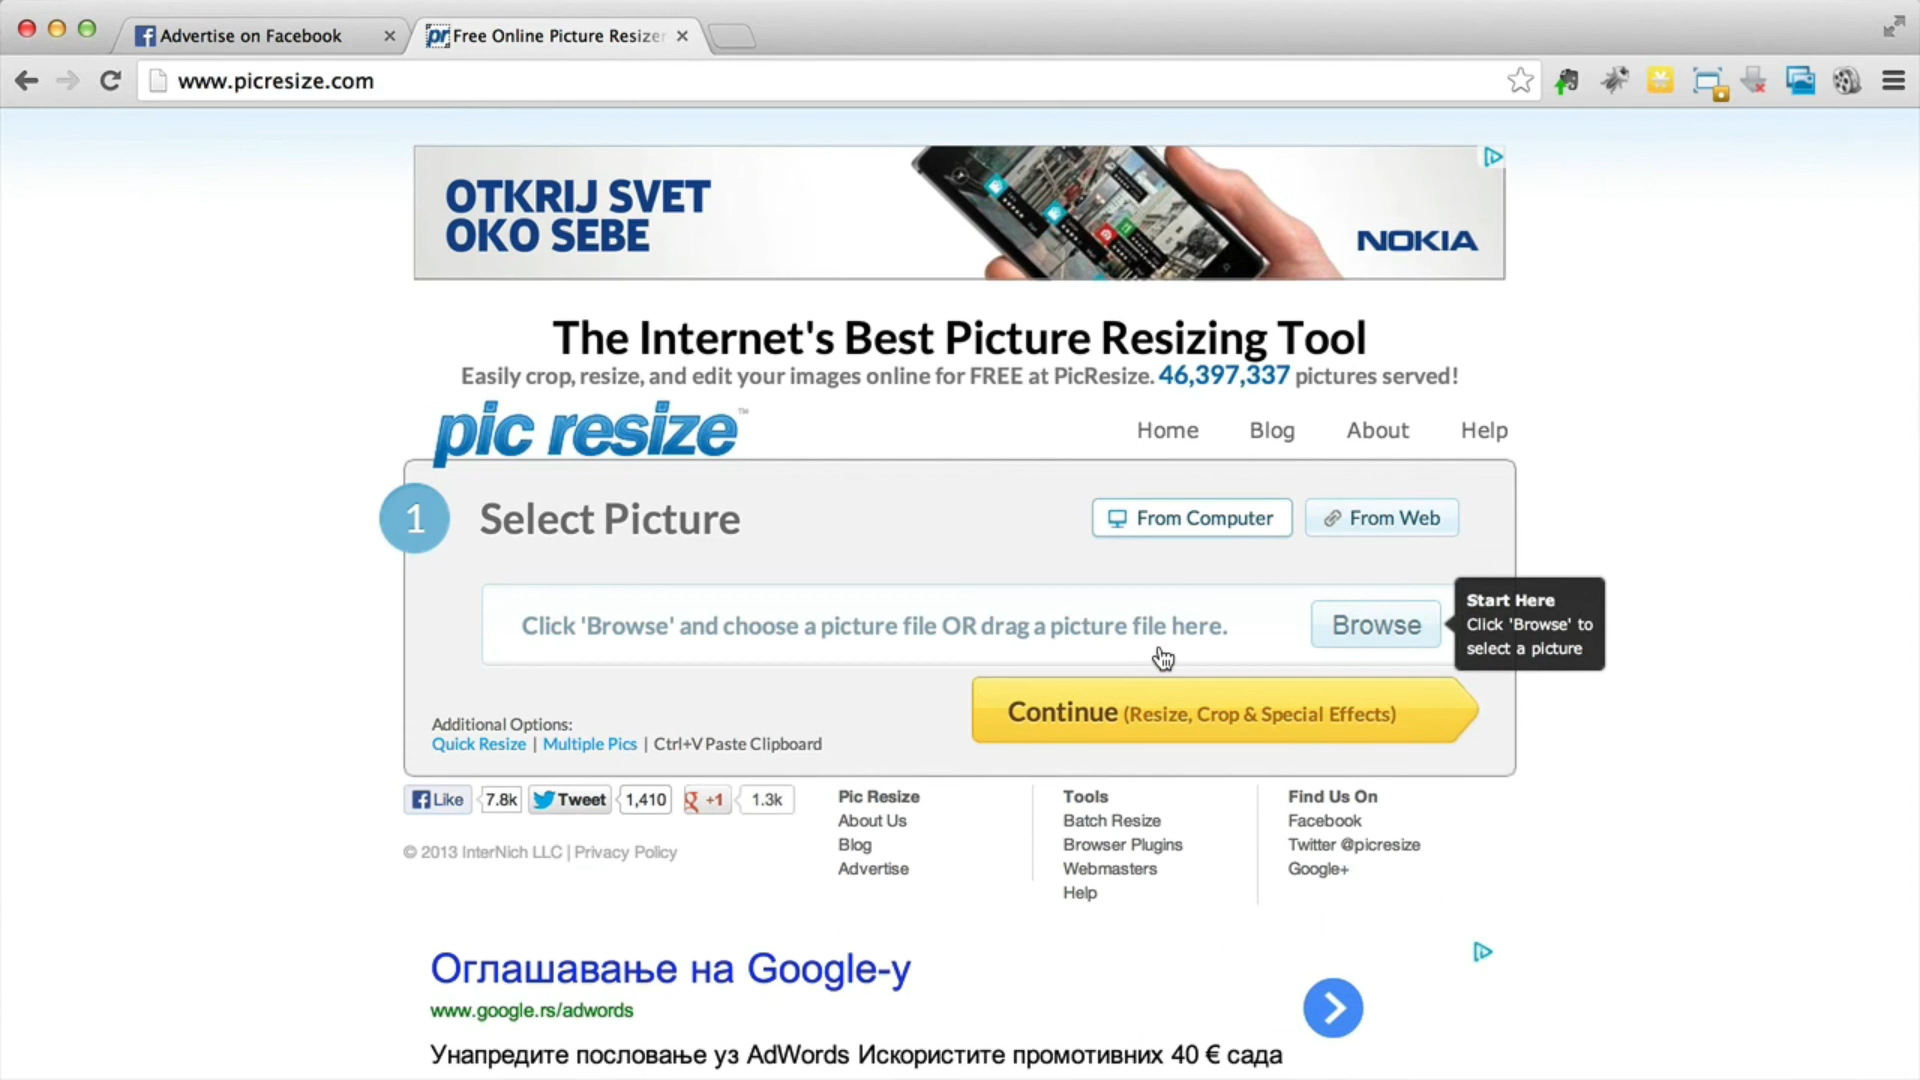 Advertise on Facebook
Free Online Picture Resizer
www.picresize.com
OTKRIJ SVET
OKO SEBE
NOKIA
The Internet's Best Picture Resizing Tool
Easily crop, resize, and edit your images online for FREE at PicResize. 46,397,337 pictures served!
pic resize™
Home Blog About Help
1 Select Picture
From Computer From Web
Click 'Browse' and choose a picture file OR drag a picture file here.
Browse
Start Here
Click 'Browse' to
select a picture
Continue (Resize, Crop & Special Effects)
Additional Options:
Quick Resize | Multiple Pics | Ctrl+V Paste Clipboard
Like 7.8k Tweet 1,410 +1 1.3k
© 2013 InterNich LLC | Privacy Policy
Pic Resize
About Us
Blog
Advertise
Tools
Batch Resize
Browser Plugins
Webmasters
Help
Find Us On
Facebook
Twitter @picresize
Google+
Оглашавање на Google-у
www.google.rs/adwords
Унапредите пословање уз AdWords Искористите промотивних 40 € сада